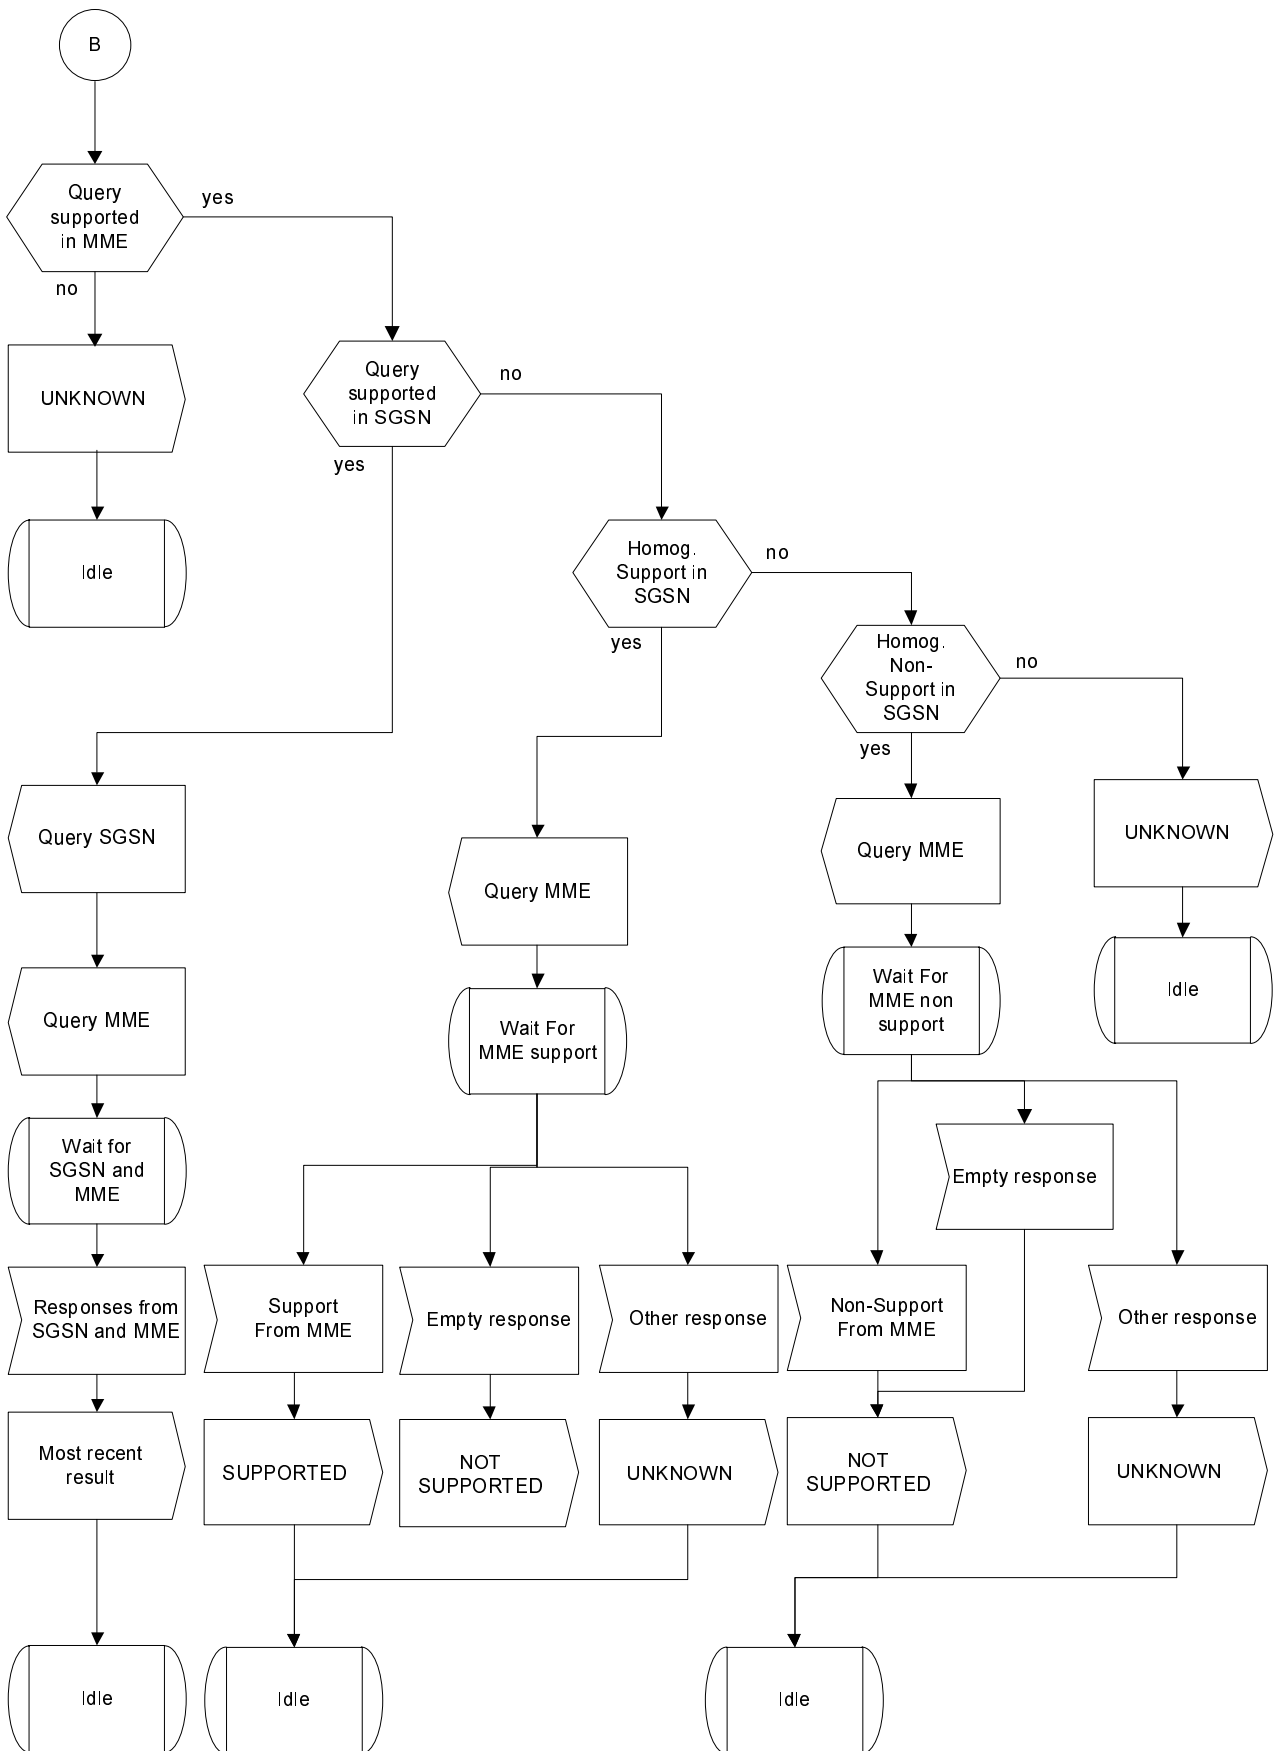 B
Query
supported
in MME
yes
no
UNKNOWN
Idle
Query
supported
in SGSN
no
yes
Homog.
Support in
SGSN
no
yes
Homog.
Non-
Support in
SGSN
no
yes
UNKNOWN
Idle
Query SGSN
Query MME
Wait for
SGSN and
MME
Responses from
SGSN and MME
Most recent
result
Idle
Query MME
Wait For
MME support
Support
From MME
Empty response
Other response
SUPPORTED
NOT
SUPPORTED
UNKNOWN
Idle
Query MME
Wait For
MME non
support
Empty response
Non-Support
From MME
Other response
NOT
SUPPORTED
UNKNOWN
Idle